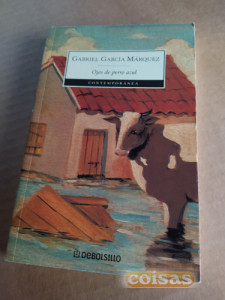 GABRIEL GARCÍA MÁRQUEZ
Ojos de perro azul
CONTEMPORÁNEA
DEBOLSILLO
coisas